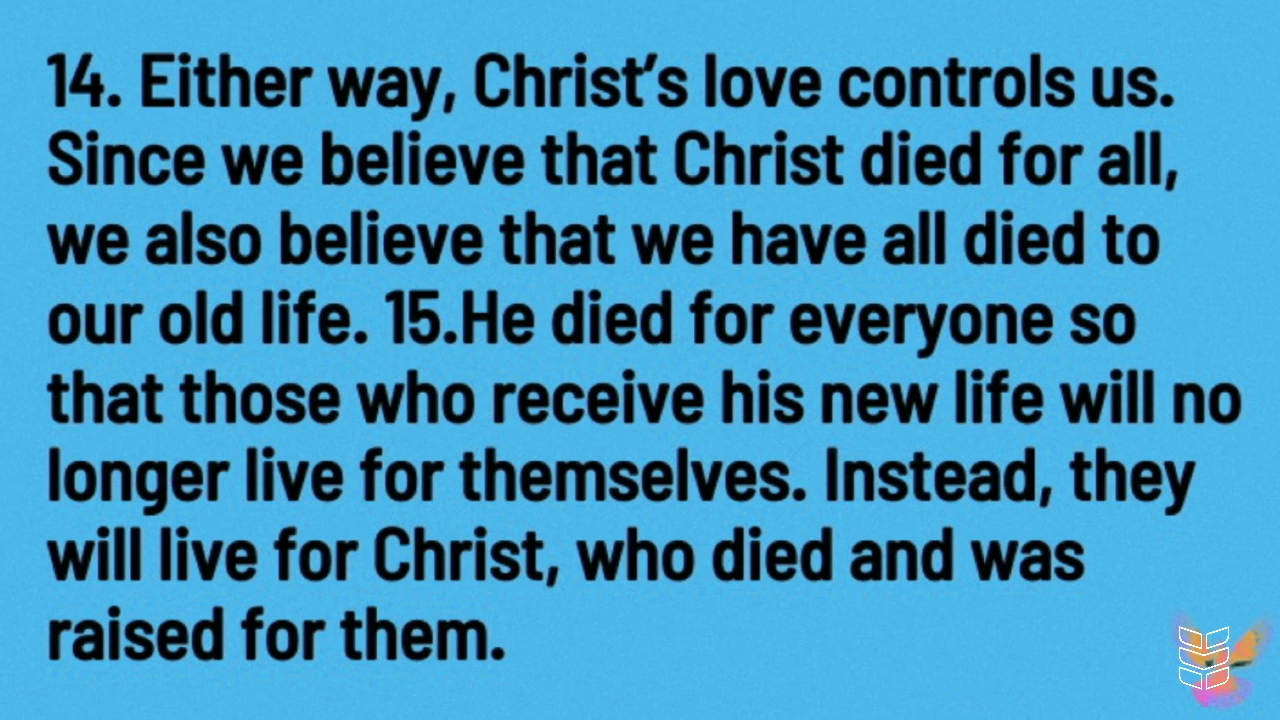 14. Either way, Christ’s love controls us.
Since we believe that Christ died for all,
we also believe that we have all died to
our old life. 15.He died for everyone so
that those who receive his new life will no
longer live for themselves. Instead, they
will live for Christ, who died and was
raised for them.